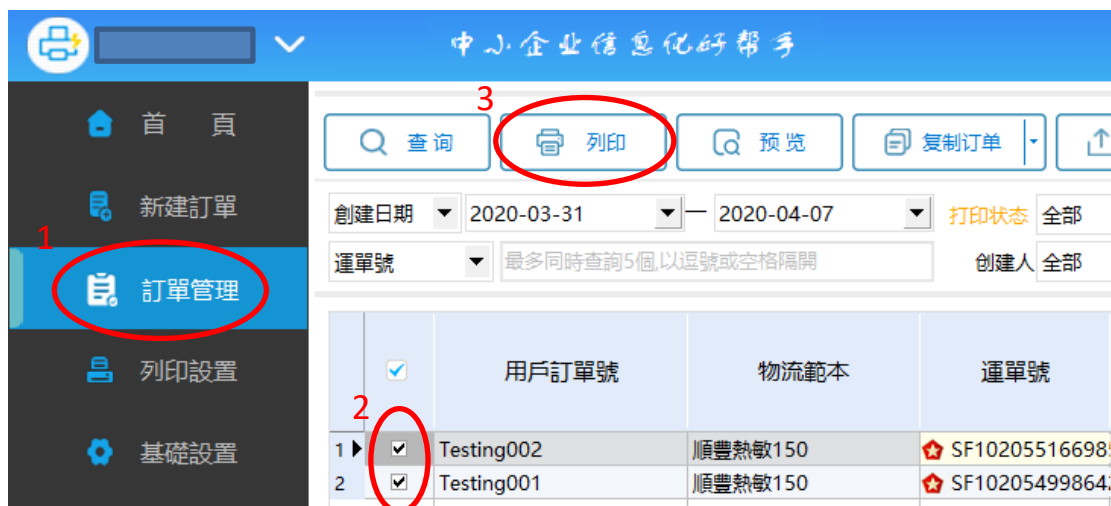 中小企业信息化好帮手
3
首 頁
查 询
列印
预 览
复制订单
新建訂單
創建日期
2020-03-31
2020-04-07
打印状态
全部
1
運單號
最多同時查詢5個,以逗號或空格隔開
创建人
全部
訂單管理
列印設置
用戶訂單號
物流範本
運單號
2
基礎設置
1 Testing002 順豐熱敏150 SF1020551669
2 Testing001 順豐熱敏150 SF10205499864